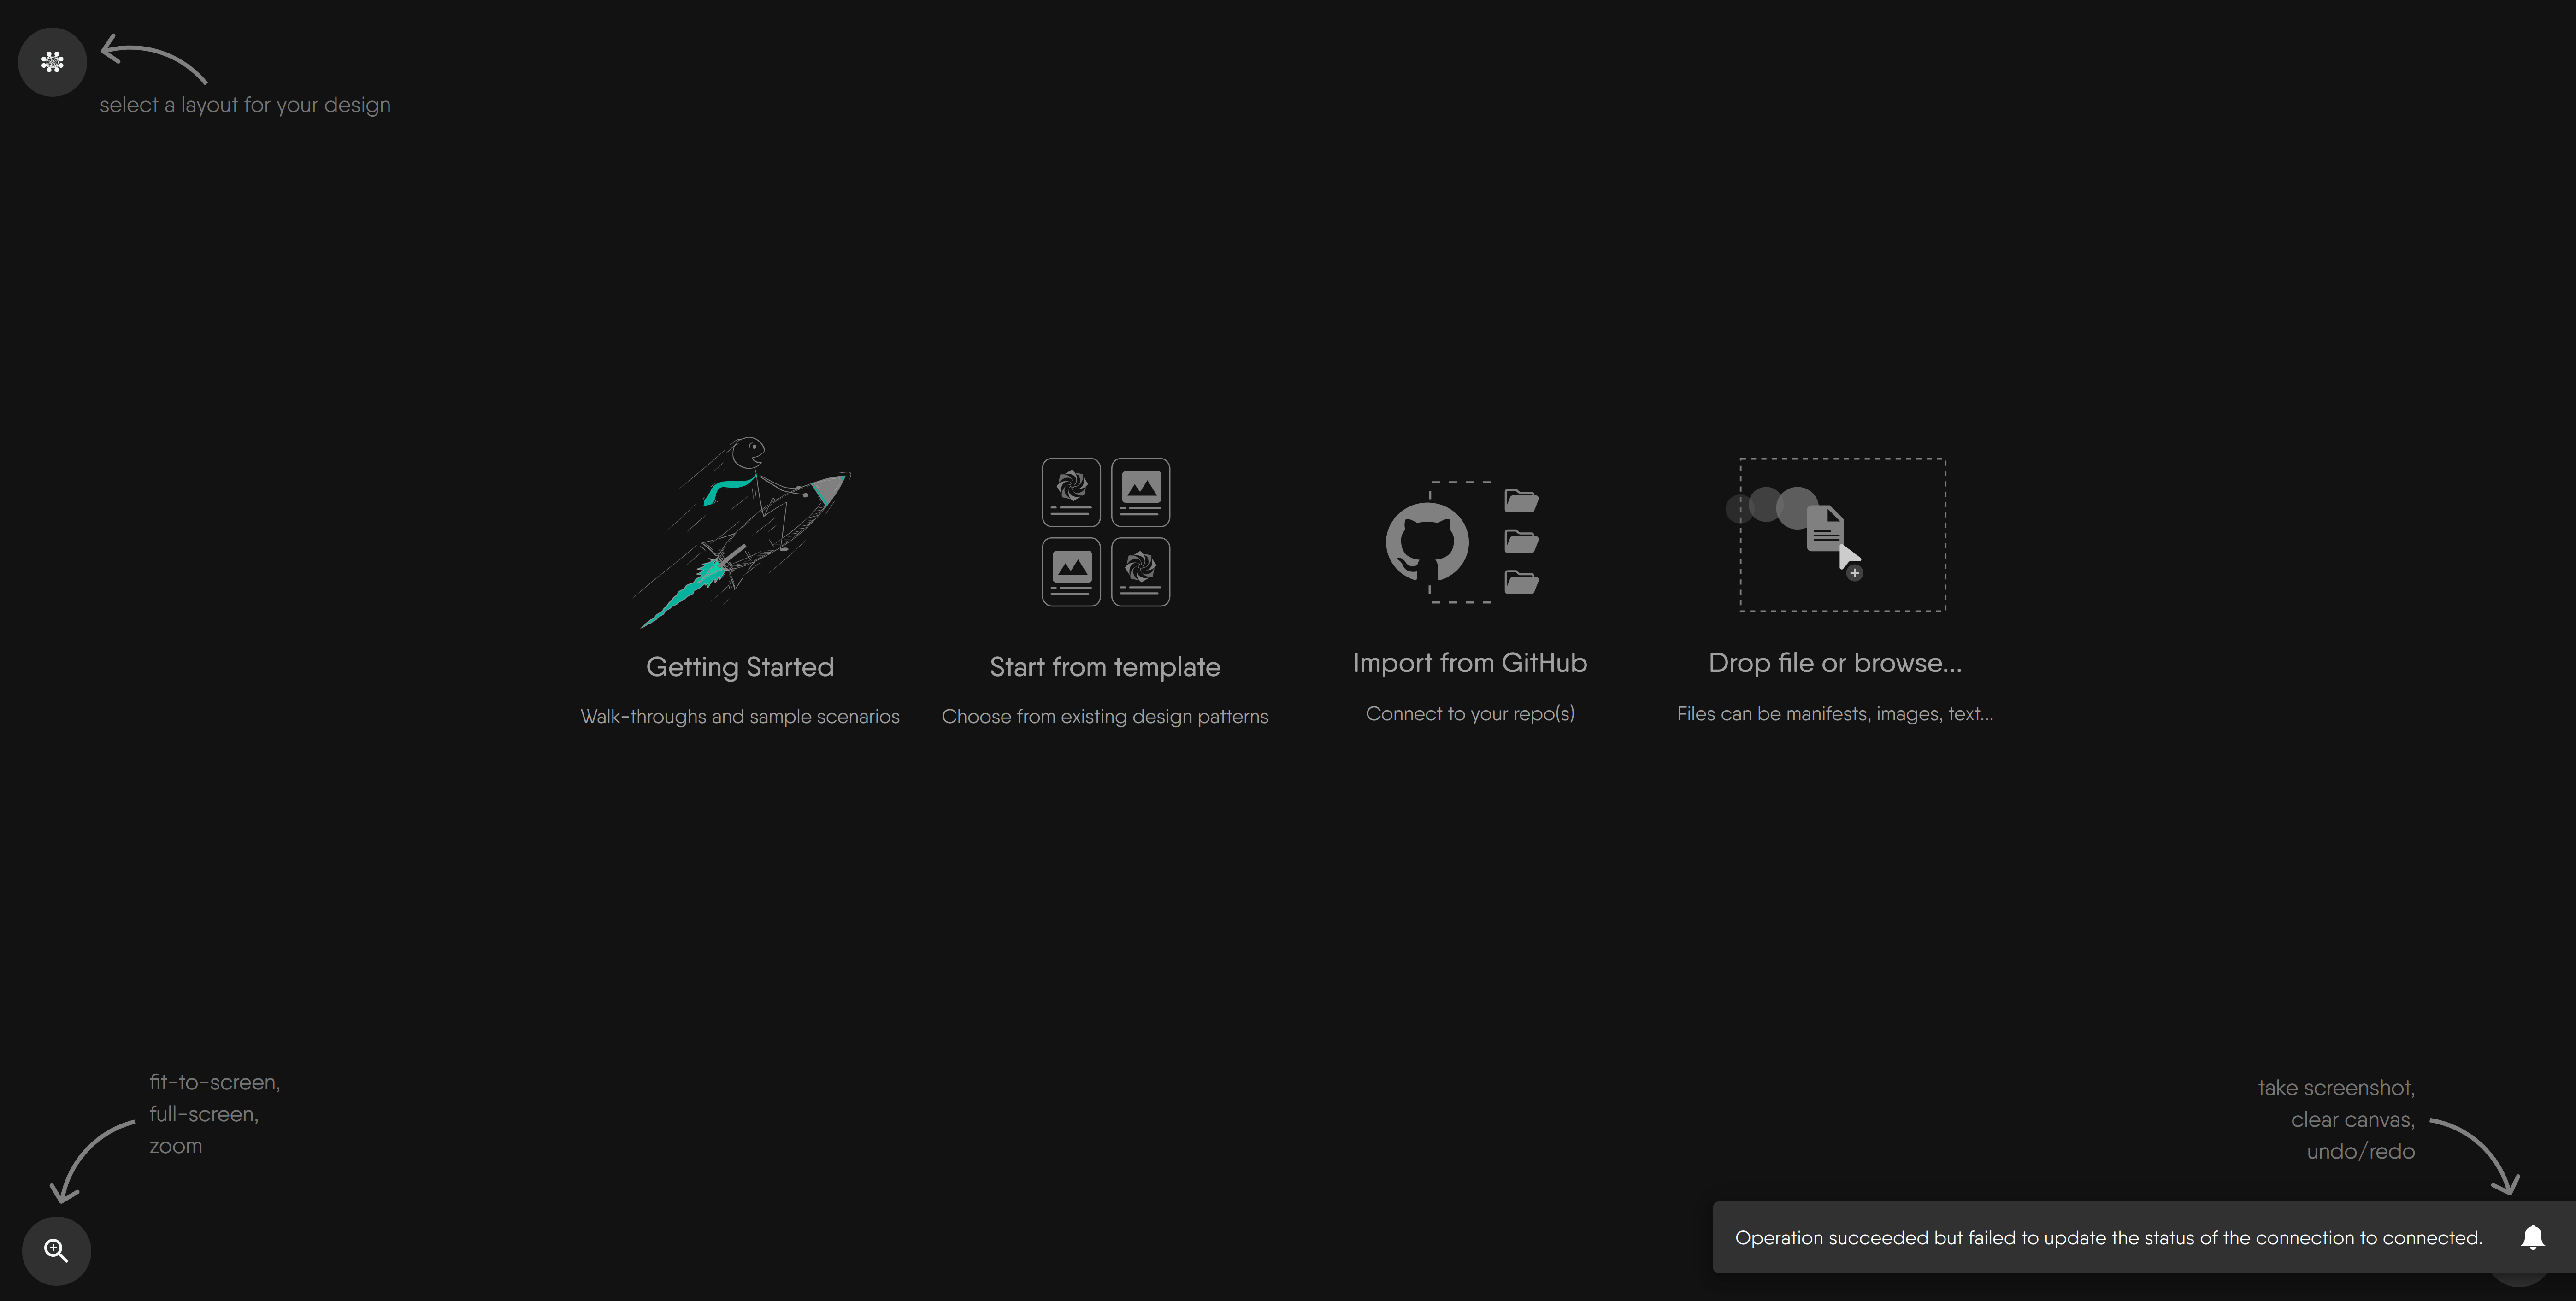 select a layout for your design
Getting Started
Walk-throughs and sample scenarios
Start from template
Choose from existing design patterns
Import from GitHub
Connect to your repo(s)
Drop file or browse...
Files can be manifests, images, text...
fit-to-screen,
full-screen,
zoom
take screenshot,
clear canvas,
undo/redo
Operation succeeded but failed to update the status of the connection to connected.